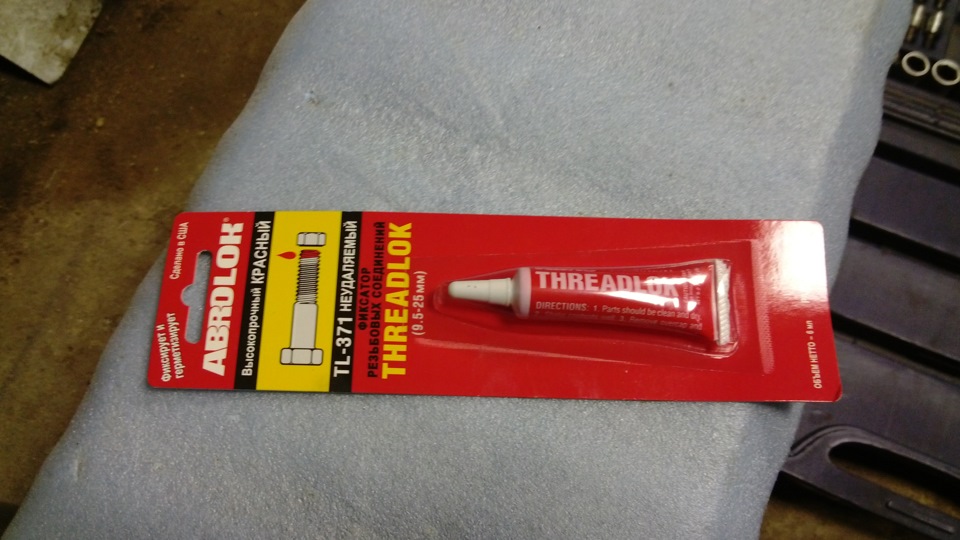 Сделано в США
Фиксирует и
герметизирует
ABROLOK®
Высокопрочный КРАСНЫЙ
TL-371 НЕУДАЛЯЕМЫЙ
ФИКСАТОР
РЕЗЬБОВЫХ СОЕДИНЕНИЙ
THREADLOK
(9.5-25мм)
THREADLOK
DIRECTIONS: 1. Parts should be clean and dry
ОБЪЕМ НЕТТО - 6 мл